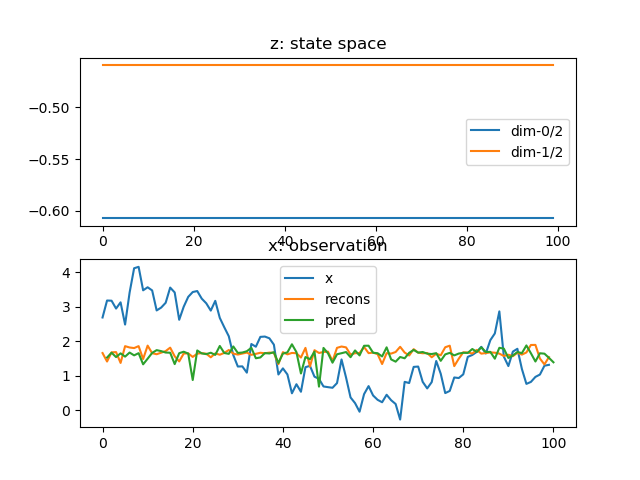 z: state space
−0.50
−0.55
−0.60
dim-0/2
dim-1/2
0 20 40 60 80 100
x: observation
4
3
2
1
0
x
recons
pred
0 20 40 60 80 100